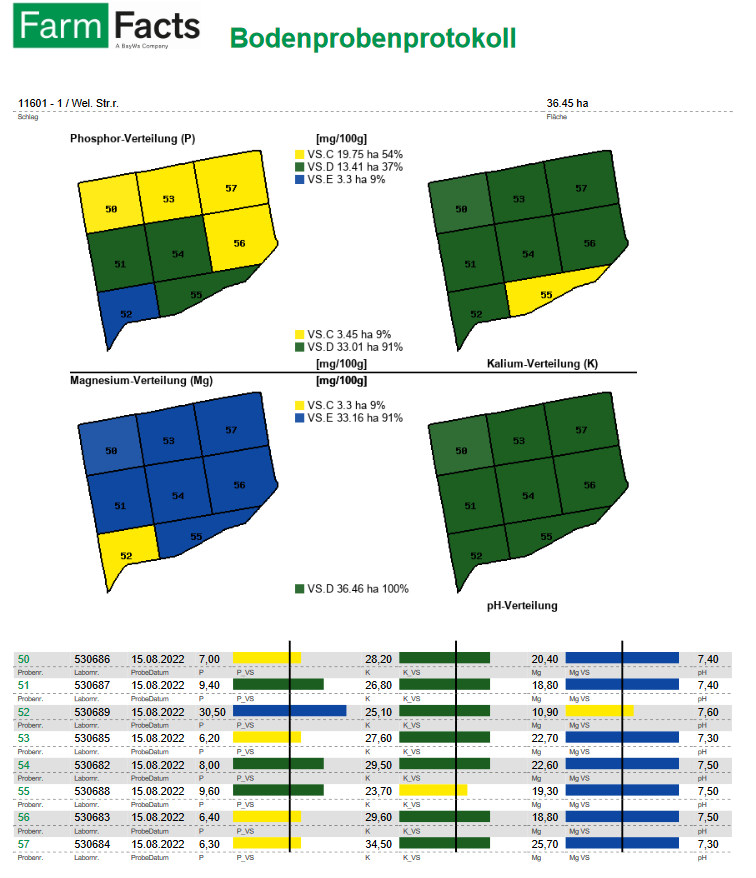 FarmFacts
A BayWa Company
Bodenprobenprotokoll
11601 - 1 / Wel. Str.r. 36.45 ha
Schlag Fläche
Phosphor-Verteilung (P) [mg/100g]
VS.C 19.75 ha 54%
VS.D 13.41 ha 37%
VS.E 3.3 ha 9%
50 53 57
51 54 56
52 55
50 53 57
51 54 56
52 55
VS.C 3.45 ha 9%
VS.D 33.01 ha 91%
[mg/100g] Kalium-Verteilung (K)
Magnesium-Verteilung (Mg) [mg/100g]
VS.C 3.3 ha 9%
VS.E 33.16 ha 91%
50 53 57
51 54 56
52 55
50 53 57
51 54 56
52 55
VS.D 36.46 ha 100%
pH-Verteilung
50 530686 15.08.2022 7,00 28,20 20,40 7,40
Probenr. Labornr. ProbeDatum P P_VS K K_VS Mg Mg VS pH
51 530687 15.08.2022 9,40 26,80 18,80 7,40
Probenr. Labornr. ProbeDatum P P_VS K K_VS Mg Mg VS pH
52 530689 15.08.2022 30,50 25,10 10,90 7,60
Probenr. Labornr. ProbeDatum P P_VS K K_VS Mg Mg VS pH
53 530685 15.08.2022 6,20 27,60 22,70 7,30
Probenr. Labornr. ProbeDatum P P_VS K K_VS Mg Mg VS pH
54 530682 15.08.2022 8,00 29,50 22,60 7,50
Probenr. Labornr. ProbeDatum P P_VS K K_VS Mg Mg VS pH
55 530688 15.08.2022 9,60 23,70 19,30 7,50
Probenr. Labornr. ProbeDatum P P_VS K K_VS Mg Mg VS pH
56 530683 15.08.2022 6,40 29,60 18,80 7,50
Probenr. Labornr. ProbeDatum P P_VS K K_VS Mg Mg VS pH
57 530684 15.08.2022 6,30 34,50 25,70 7,30
Probenr. Labornr. ProbeDatum P P_VS K K_VS Mg Mg VS pH